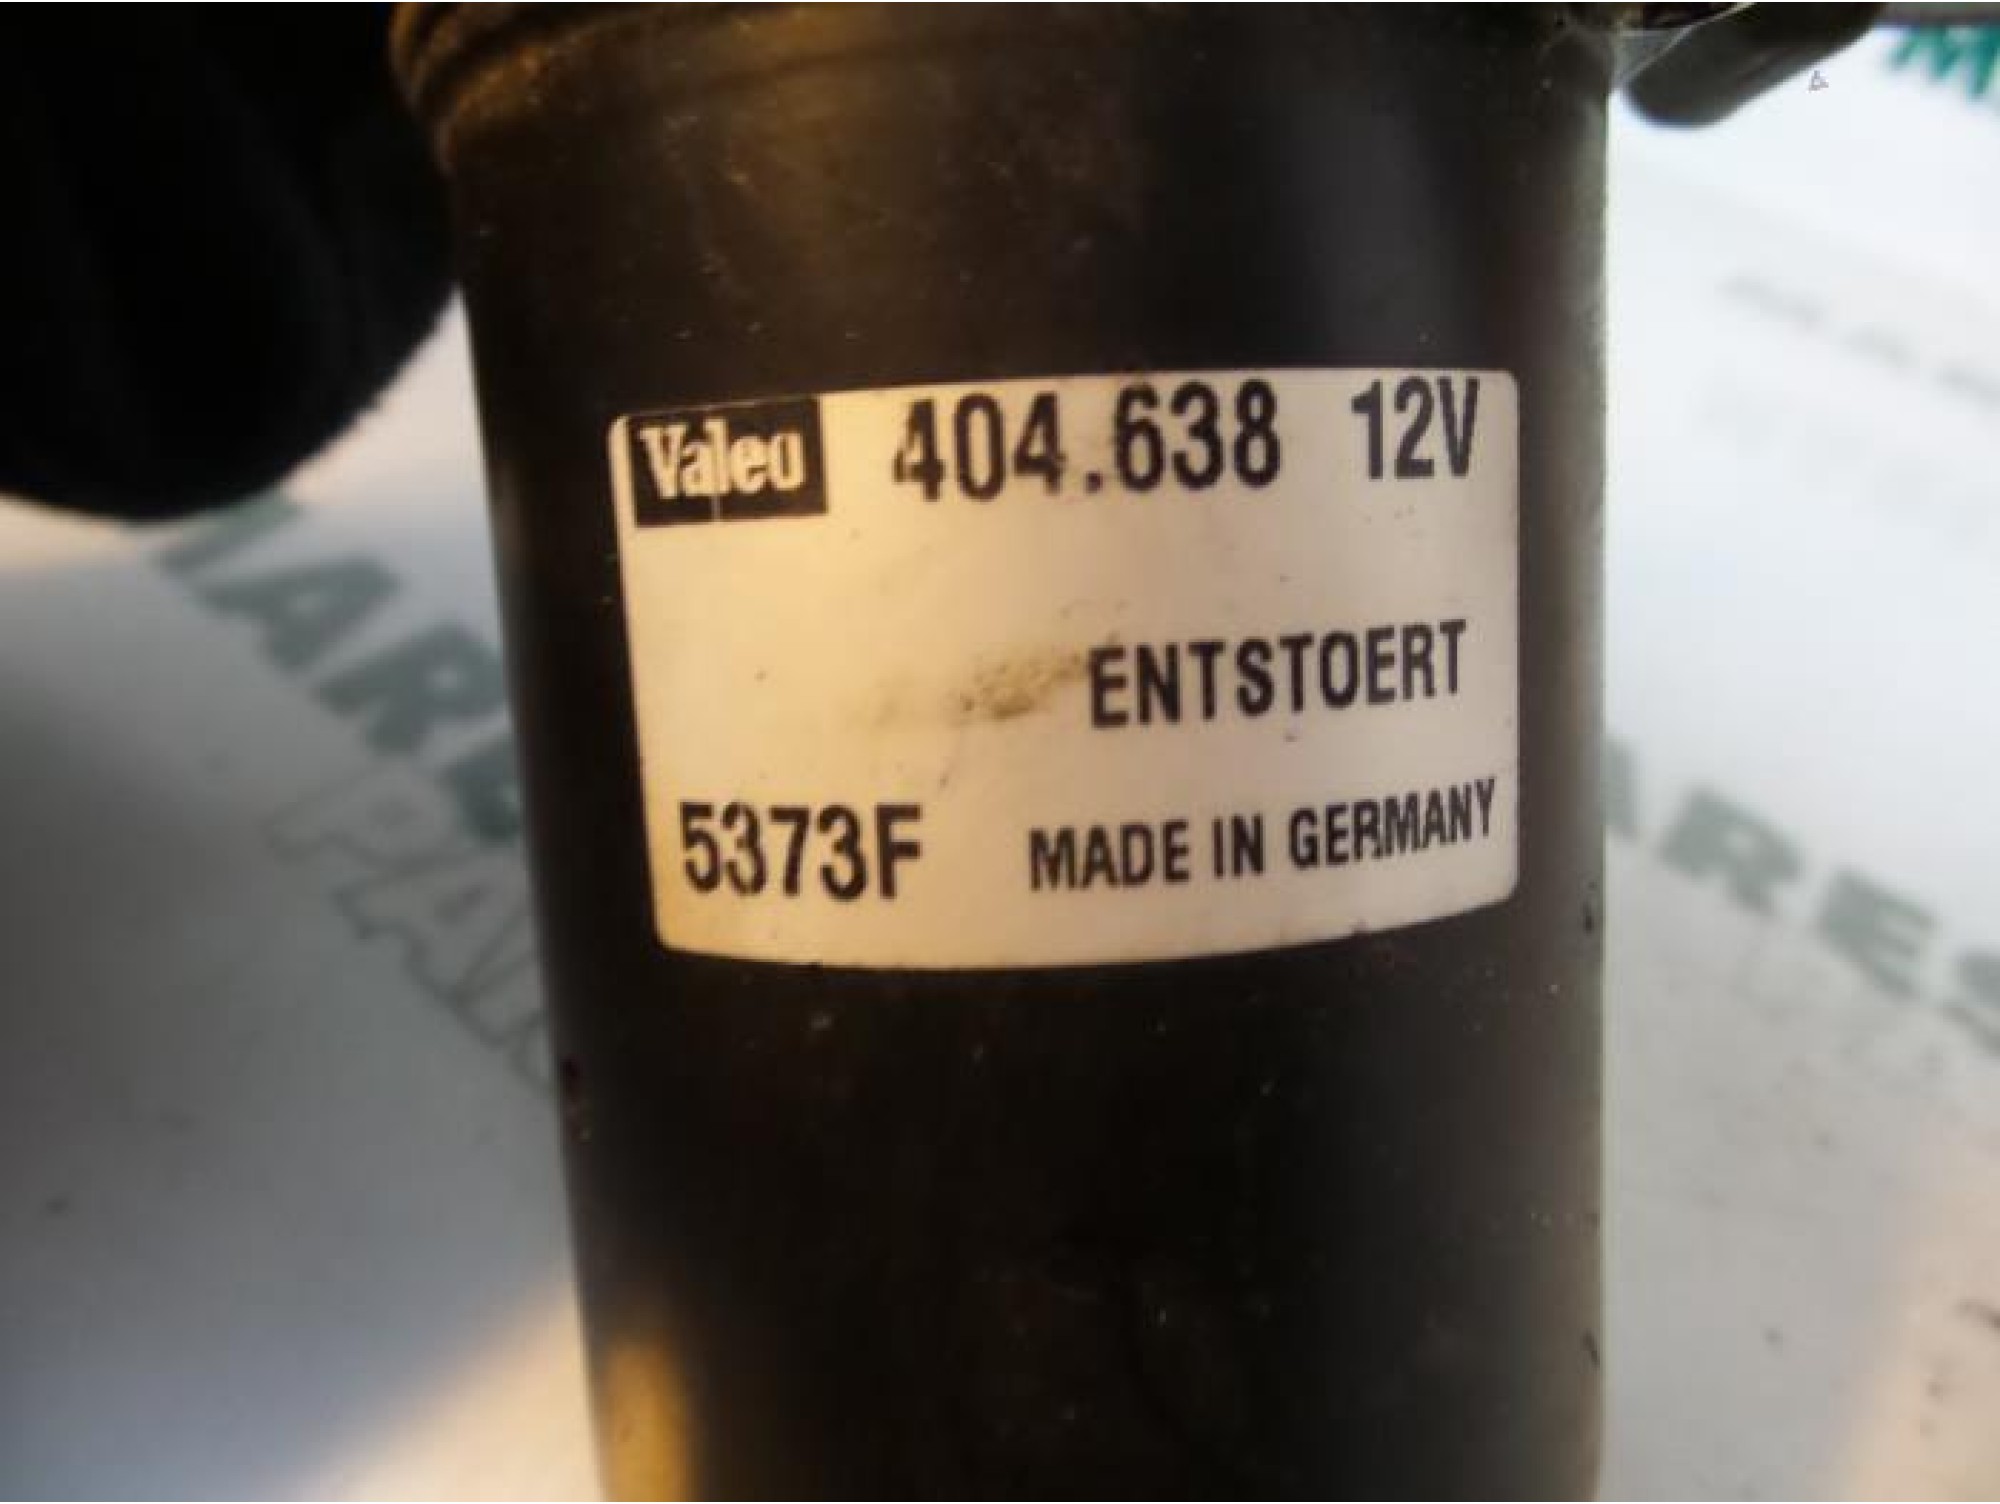 Valeo 404.638 12V
ENTSTOERT
5373F MADE IN GERMANY